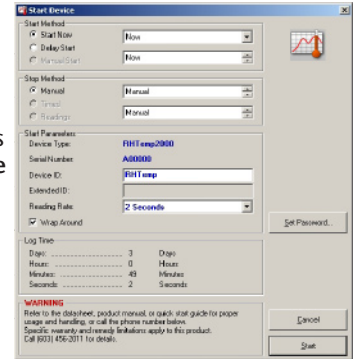 Start Device
Start Method
Start Now
Now
Delay Start
Manual Start
Now
Stop Method
Manual
Manual
Timed
Readings
Manual
s
e
Start Parameters
Device Type: RHTemp2000
Serial Number A00000
Device ID: RHTemp
Extended ID:
Reading Rate: 2 Seconds
Wrap Around
Set Password...
Log Time
Days: 3 Days
Hours: 0 Hours
Minutes: 49 Minutes
Seconds: 2 Seconds
WARNING
Refer to the datasheet, product manual, or quick start guide for proper
usage and handling, or call the phone number below.
Specific warranty and remedy limitations apply to this product.
Call (603) 456-2011 for details.
Cancel
Start